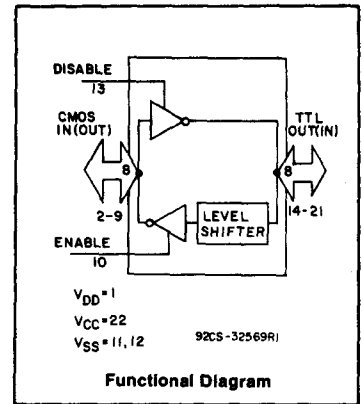 DISABLE
13
CMOS
IN(OUT)
TTL
OUT(IN)
8
8
2-9
LEVEL
SHIFTER
14-21
ENABLE
10
VDD=1
VCC=22
VSS=11, 12
92CS-32569R1
Functional Diagram